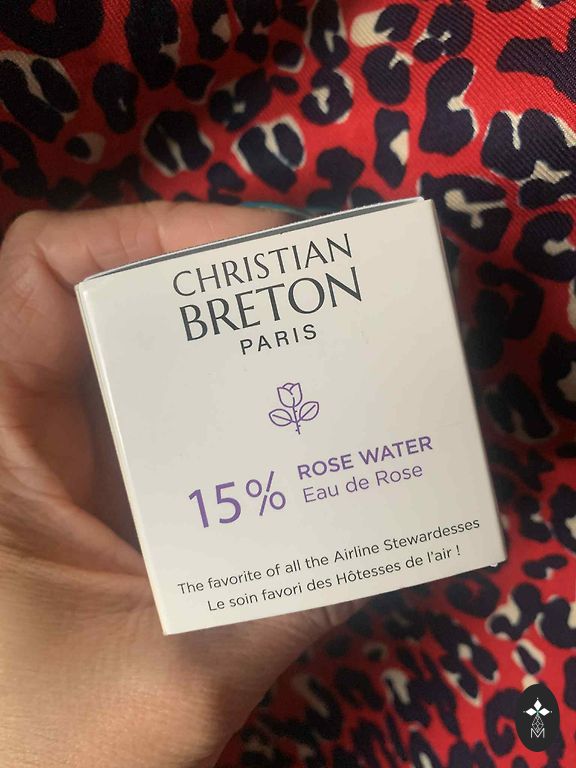 CHRISTIAN
BRETON
PARIS
15% ROSE WATER
Eau de Rose
The favorite of all the Airline Stewardesses
Le soin favori des Hôtesses de l'air !
M